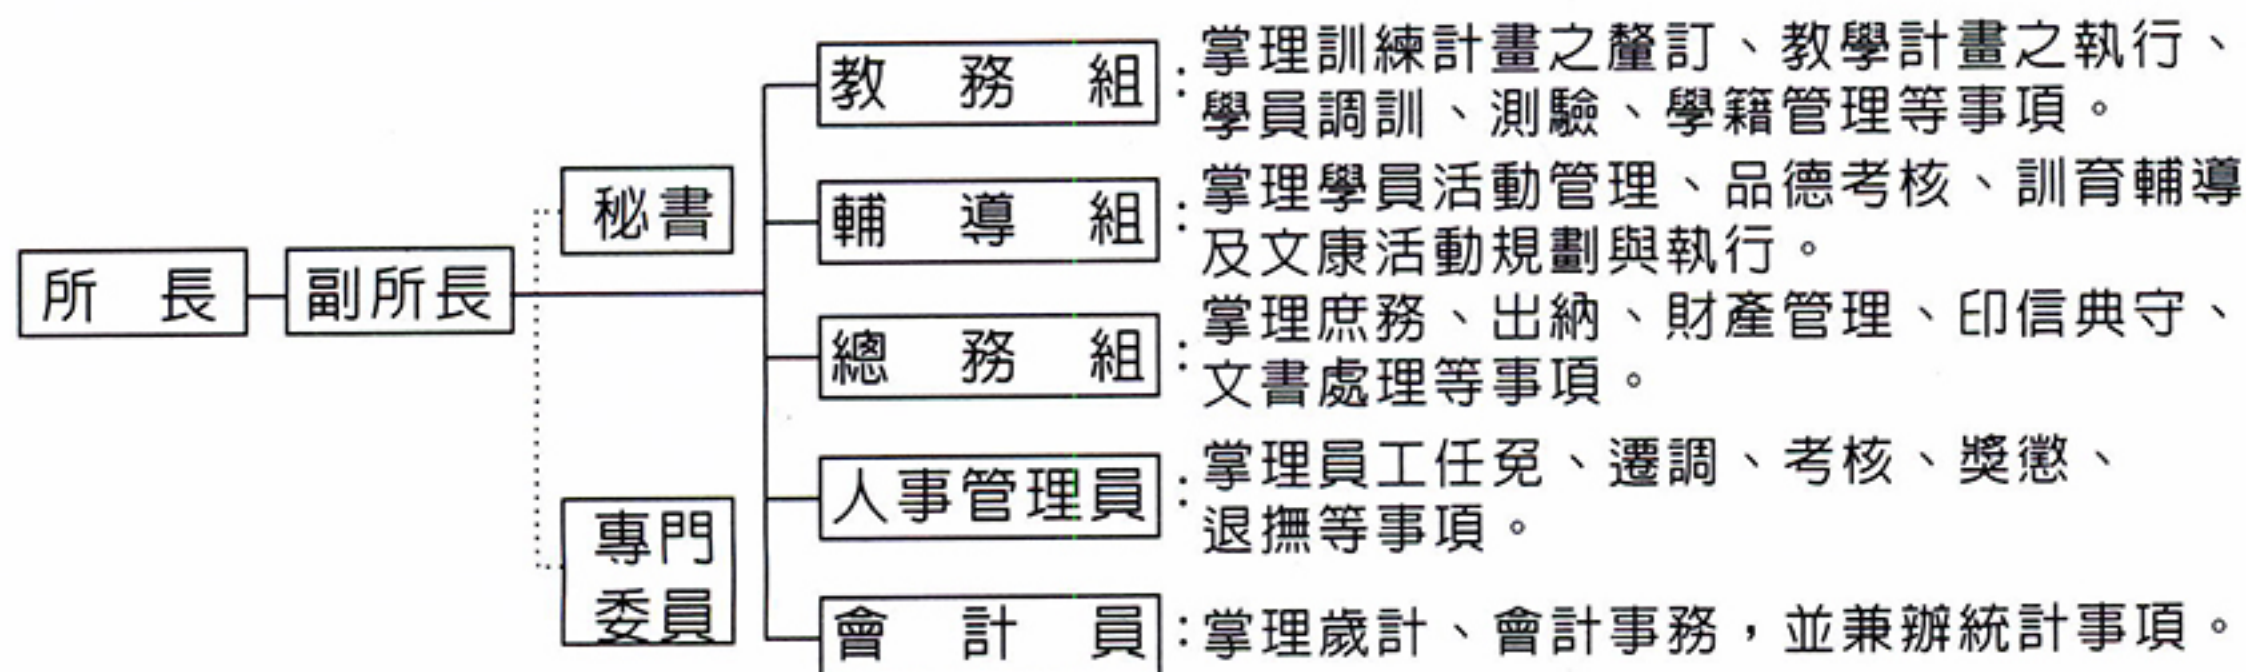 所長
副所長
秘書
專門
委員
教務組：掌理訓練計畫之釐訂、教學計畫之執行、
學員調訓、測驗、學籍管理等事項。
輔導組：掌理學員活動管理、品德考核、訓育輔導
及文康活動規劃與執行。
總務組：掌理庶務、出納、財產管理、印信典守、
文書處理等事項。
人事管理員：掌理員工任免、遷調、考核、獎懲、
退撫等事項。
會計員：掌理歲計、會計事務，並兼辦統計事項。